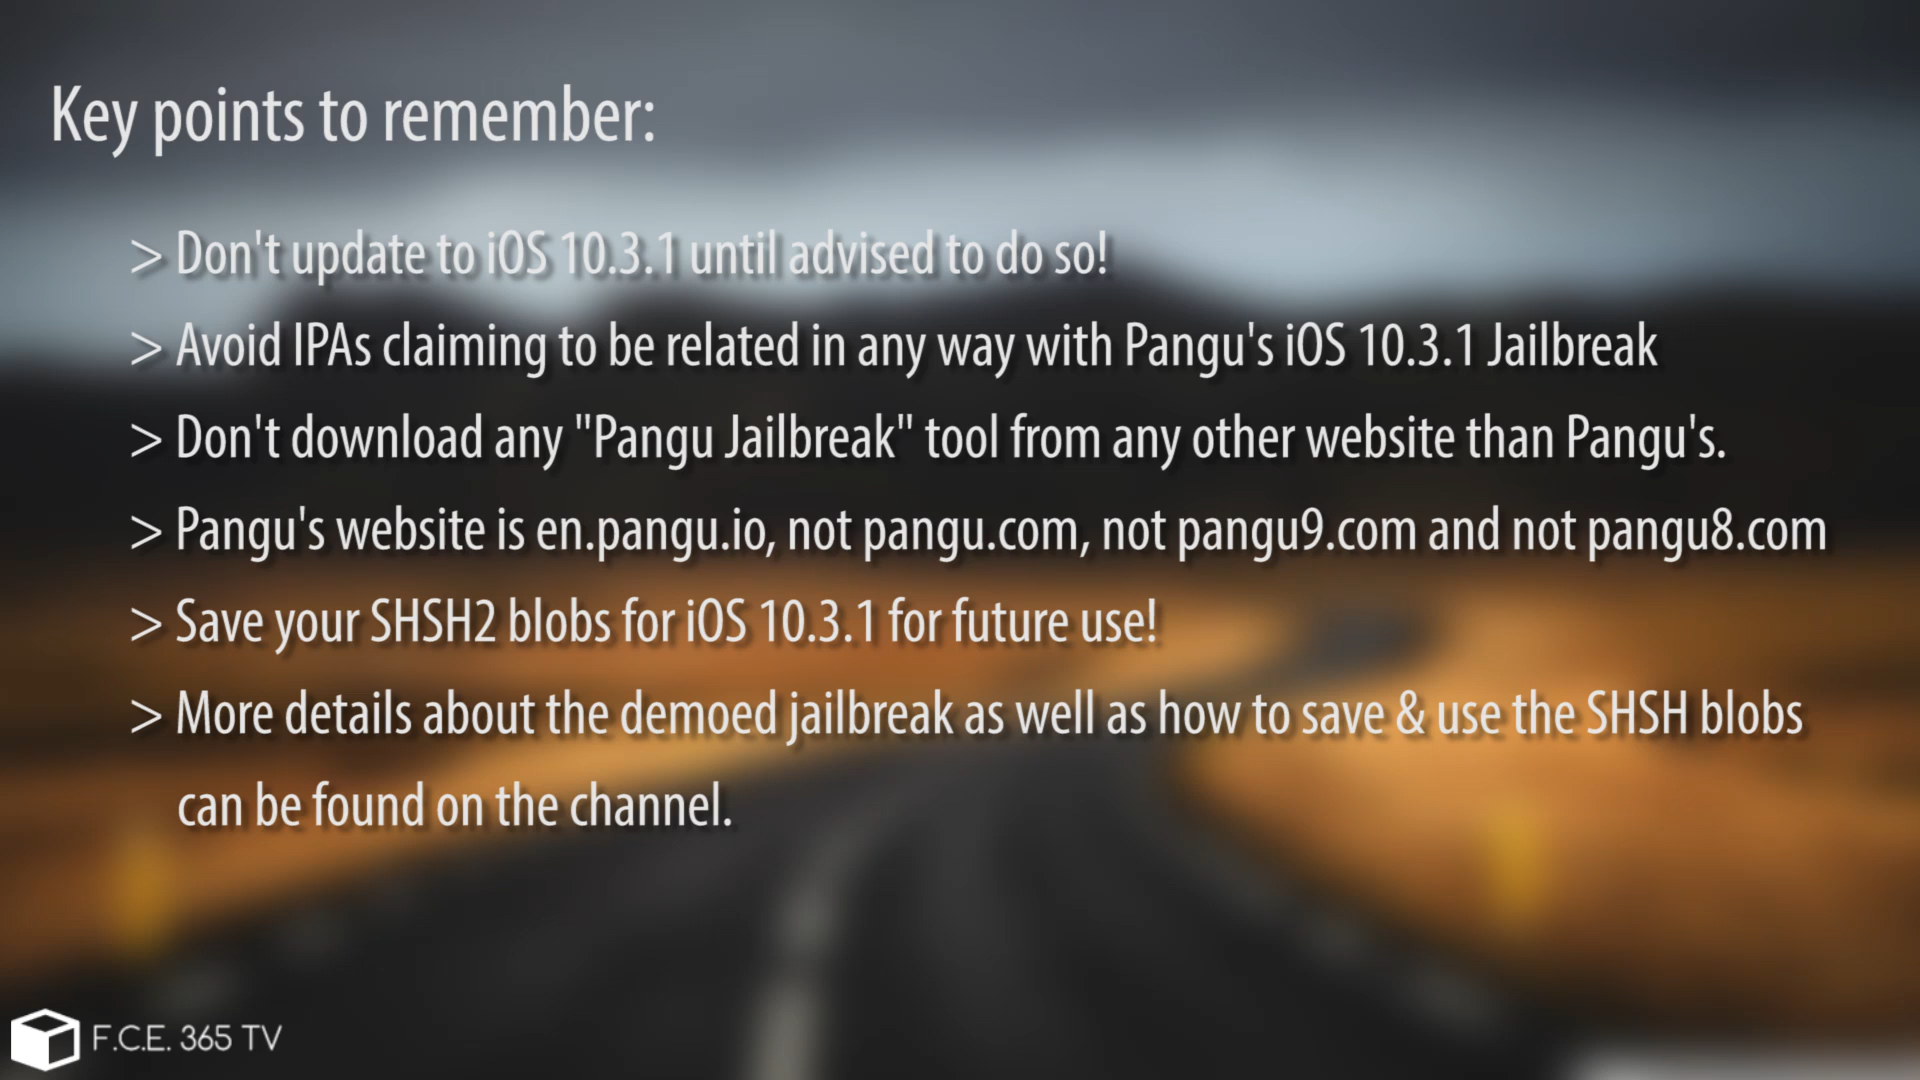 Key points to remember:
> Don't update to iOS 10.3.1 until advised to do so!
> Avoid IPAs claiming to be related in any way with Pangu's iOS 10.3.1 Jailbreak
> Don't download any "Pangu Jailbreak" tool from any other website than Pangu's.
> Pangu's website is en.pangu.io, not pangu.com, not pangu9.com and not pangu8.com
> Save your SHSH2 blobs for iOS 10.3.1 for future use!
> More details about the demoed jailbreak as well as how to save & use the SHSH blobs
can be found on the channel.
F.C.E. 365 TV